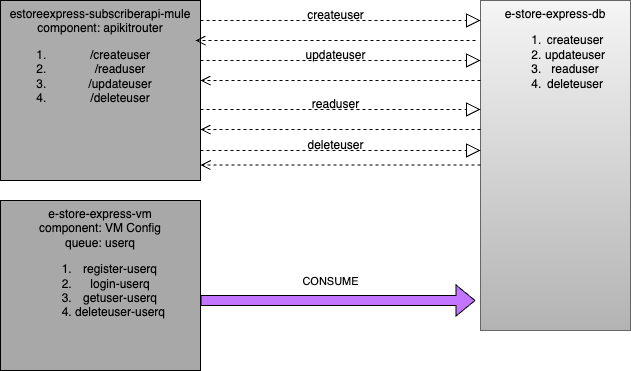 estoreexpress-subscriberapi-mule
component: apikitrouter
1. /createuser
2. /readuser
3. /updateuser
4. /deleteuser
createuser
updateuser
readuser
deleteuser
e-store-express-db
1. createuser
2. updateuser
3. readuser
4. deleteuser
e-store-express-vm
component: VM Config
queue: userq
1. register-userq
2. login-userq
3. getuser-userq
4. deleteuser-userq
CONSUME